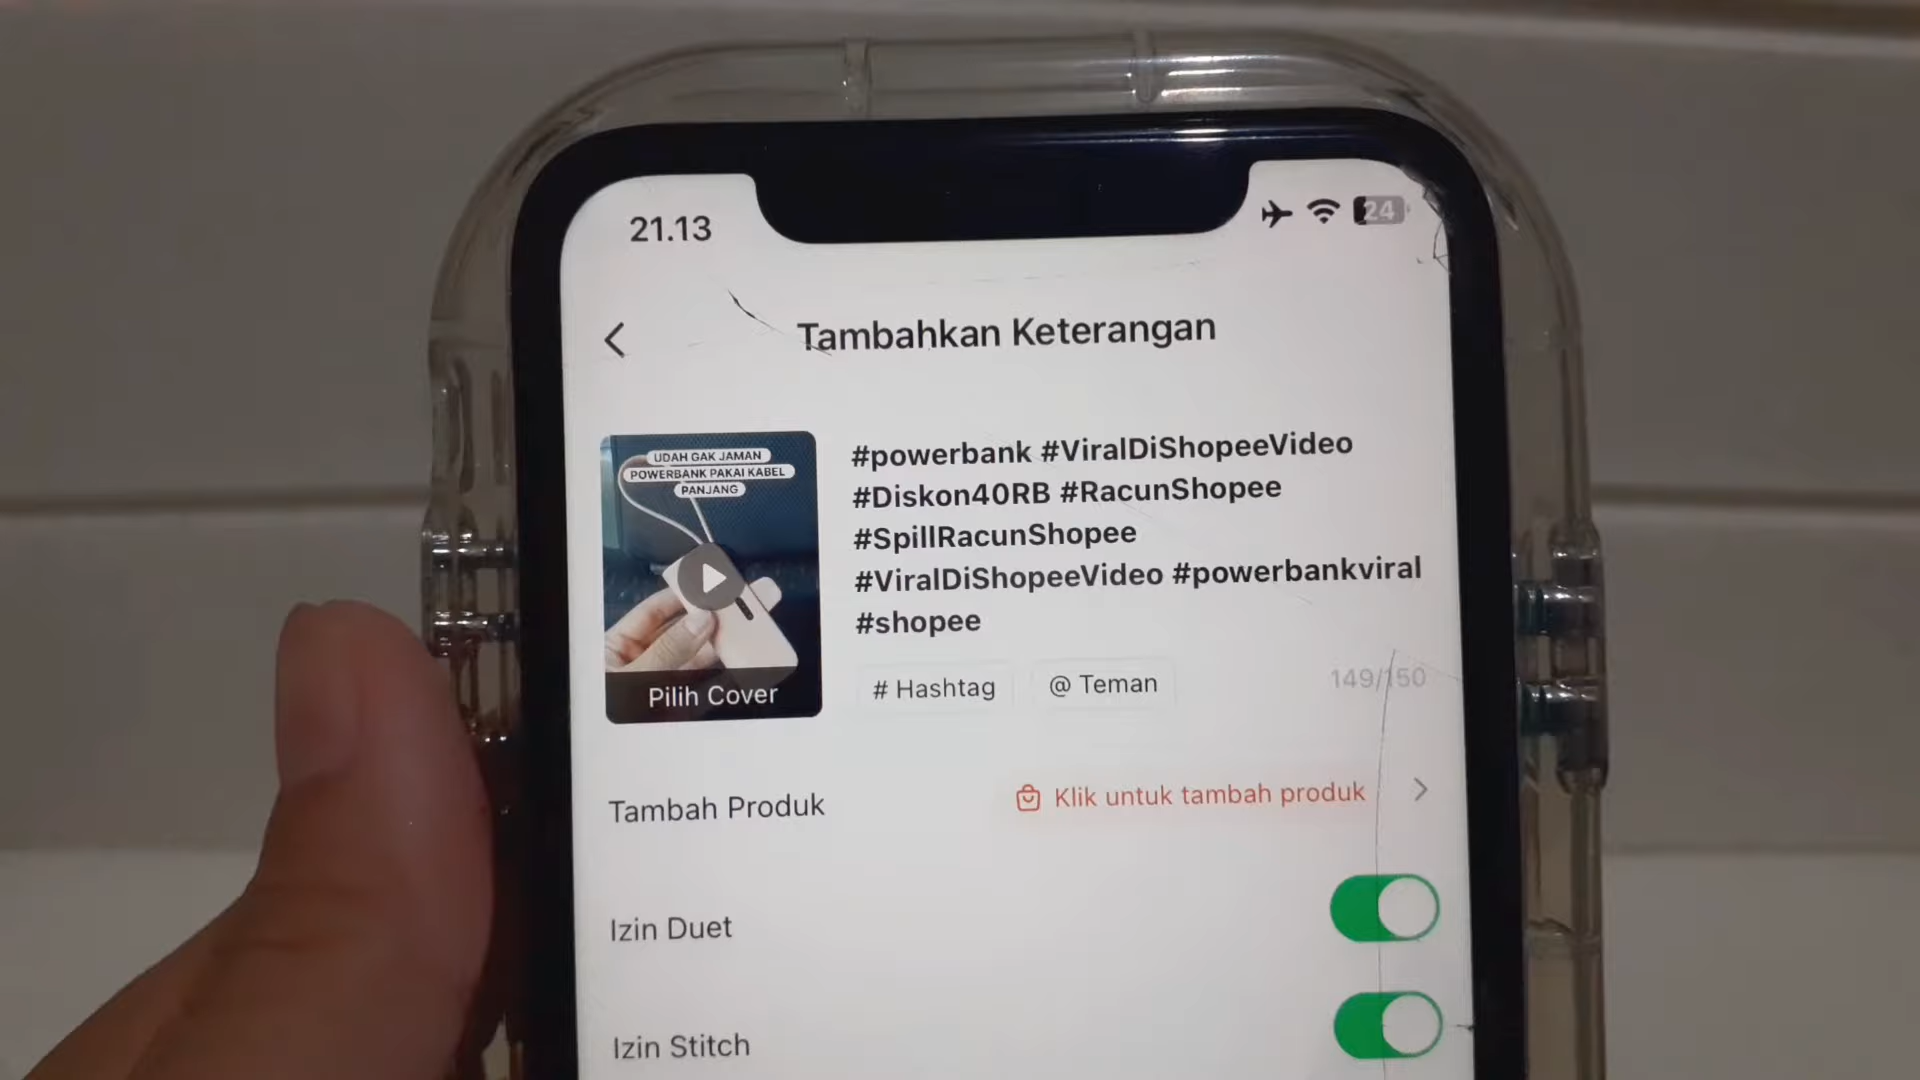 21.13
24
Tambahkan Keterangan
UDAH GAK JAMAN
POWERBANK PAKAI KABEL
PANJANG
Pilih Cover
#powerbank #ViralDiShopeeVideo
#Diskon40RB #RacunShopee
#SpillRacunShopee
#ViralDiShopeeVideo #powerbankviral
#shopee
# Hashtag @ Teman 149/150
Tambah Produk Klik untuk tambah produk
Izin Duet
Izin Stitch